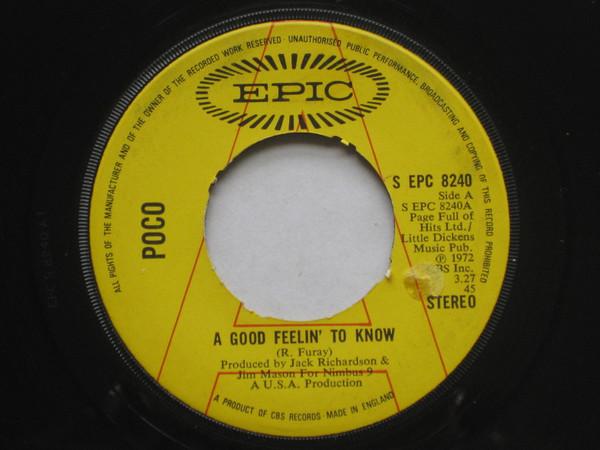 ALL RIGHTS OF THE MANUFACTURER AND OF THE OWNER OF THE RECORDED WORK RESERVED · UNAUTHORISED PUBLIC PERFORMANCE, BROADCASTING AND COPYING OF THIS RECORD PROHIBITED
EPIC
S EPC 8240
Side A
S EPC 8240A
Page Full of
Hits Ltd./
Little Dickens
Music Pub.
℗ 1972
Inc.
3.27
45
STEREO
POCO
A GOOD FEELIN' TO KNOW
(R. Furay)
Produced by Jack Richardson &
Jim Mason For Nimbus 9
A U.S.A. Production
A PRODUCT OF CBS RECORDS · MADE IN ENGLAND